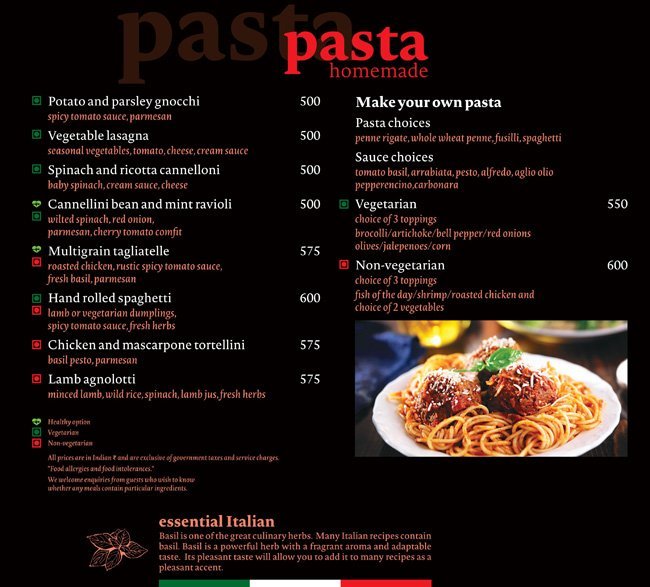 pasta
pasta
homemade
Potato and parsley gnocchi 500
spicy tomato sauce, parmesan
Vegetable lasagna 500
seasonal vegetables, tomato, cheese, cream sauce
Spinach and ricotta cannelloni 500
baby spinach, cream sauce, cheese
Cannellini bean and mint ravioli 500
wilted spinach, red onion,
parmesan, cherry tomato comfit
Multigrain tagliatelle 575
roasted chicken, rustic spicy tomato sauce,
fresh basil, parmesan
Hand rolled spaghetti 600
lamb or vegetarian dumplings,
spicy tomato sauce, fresh herbs
Chicken and mascarpone tortellini 575
basil pesto, parmesan
Lamb agnolotti 575
minced lamb, wild rice, spinach, lamb jus, fresh herbs
Healthy option
Vegetarian
Non-vegetarian
All prices are in Indian ₹ and are exclusive of government taxes and service charges.
"Food allergies and food intolerances."
We welcome enquiries from guests who wish to know
whether any meals contain particular ingredients.
Make your own pasta
Pasta choices
penne rigate, whole wheat penne, fusilli, spaghetti
Sauce choices
tomato basil, arrabiata, pesto, alfredo, aglio olio
pepperencino, carbonara
Vegetarian 550
choice of 3 toppings
brocolli/artichoke/bell pepper/red onions
olives/jalepenoes/corn
Non-vegetarian 600
choice of 3 toppings
fish of the day/shrimp/roasted chicken and
choice of 2 vegetables
essential Italian
Basil is one of the great culinary herbs. Many Italian recipes contain
basil. Basil is a powerful herb with a fragrant aroma and adaptable
taste. Its pleasant taste will allow you to add it to many recipes as a
pleasant accent.